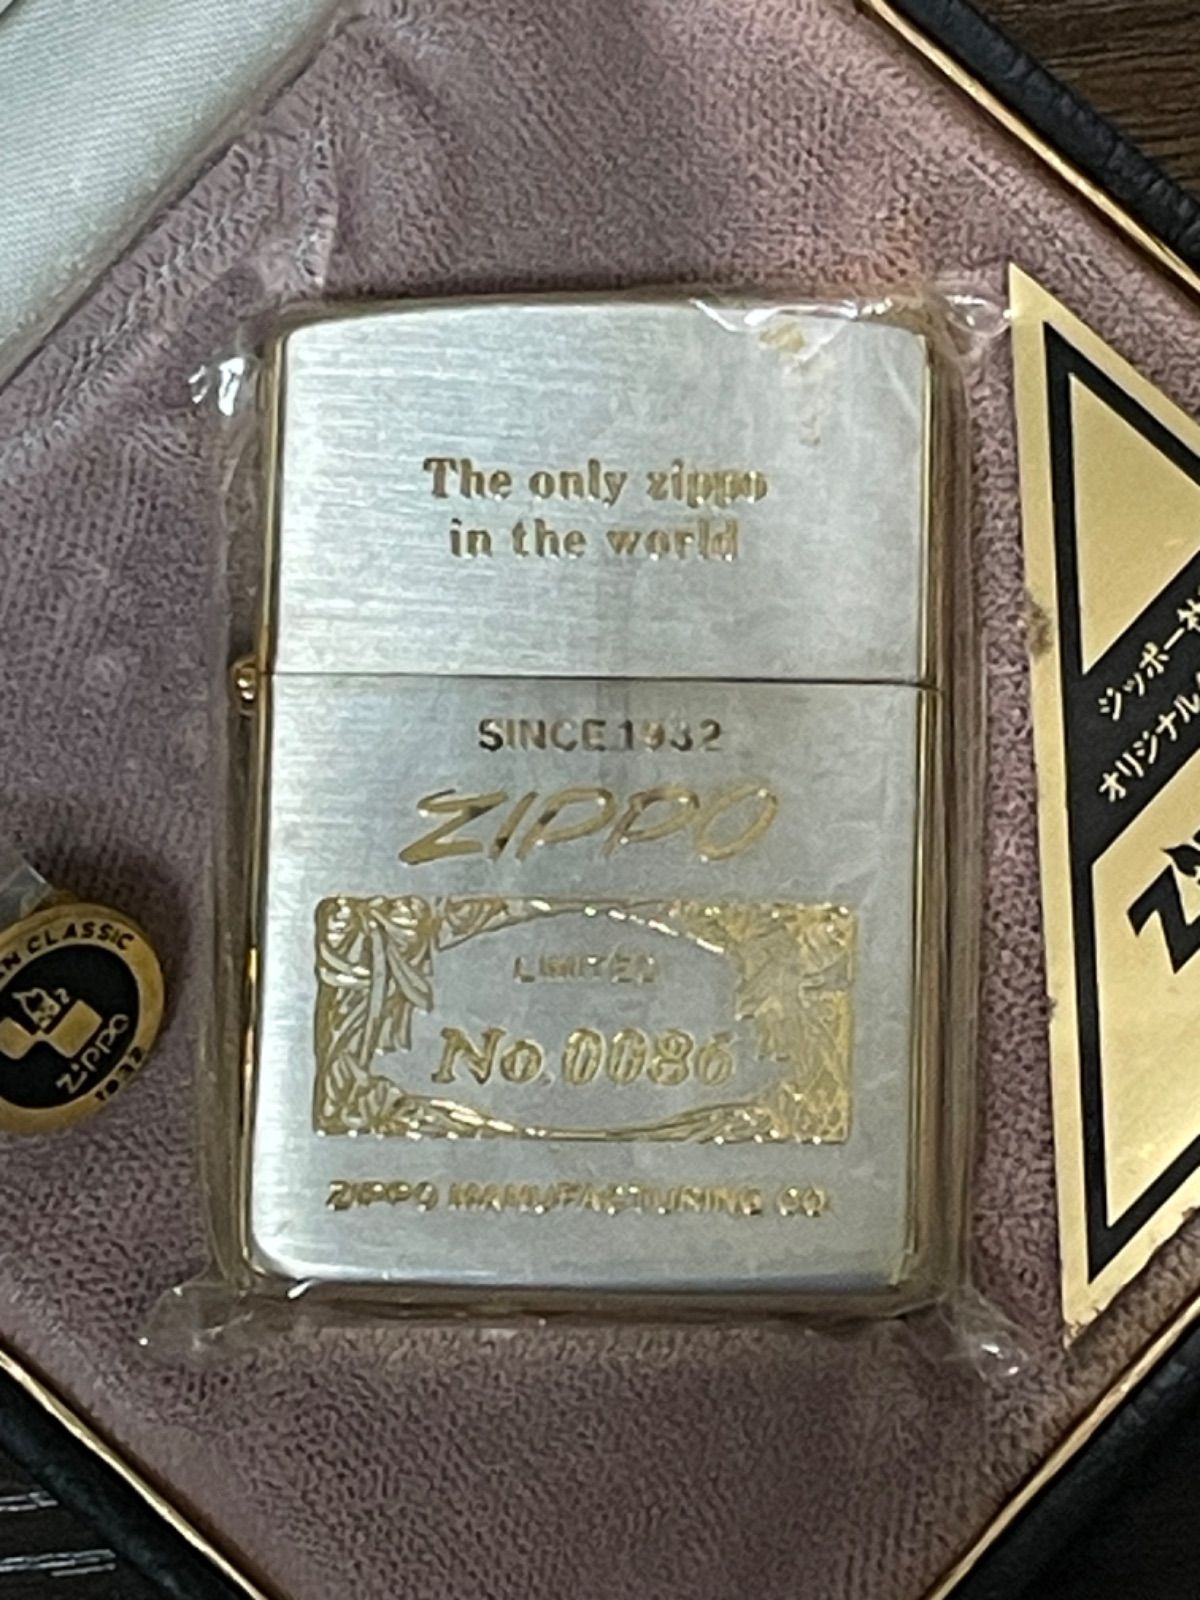 The only zippo
in the world
SINCE 1932
ZIPPO
LIMITED
No. 0086
ZIPPO MANUFACTURING CO.
CLASSIC
ZIPPO
1932
ジッポー社
オリジナル